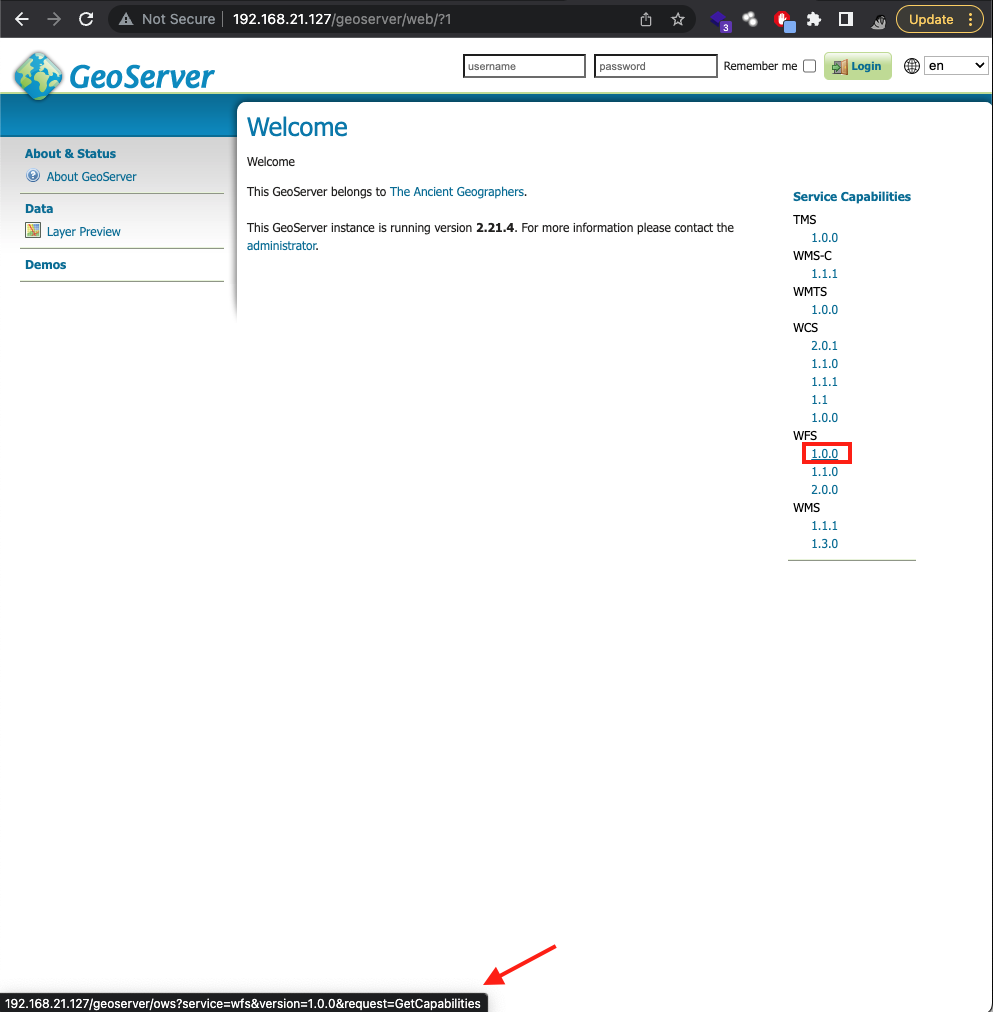 Not Secure 192.168.21.127/geoserver/web/?1
3
Update
GeoServer
username password Remember me Login en
Welcome
About & Status
About GeoServer
Data
Layer Preview
Demos
Welcome
This GeoServer belongs to The Ancient Geographers.
This GeoServer instance is running version 2.21.4. For more information please contact the
administrator.
Service Capabilities
TMS
1.0.0
WMS-C
1.1.1
WMTS
1.0.0
WCS
2.0.1
1.1.0
1.1.1
1.1
1.0.0
WFS
1.0.0
1.1.0
2.0.0
WMS
1.1.1
1.3.0
192.168.21.127/geoserver/ows?service=wfs&version=1.0.0&request=GetCapabilities